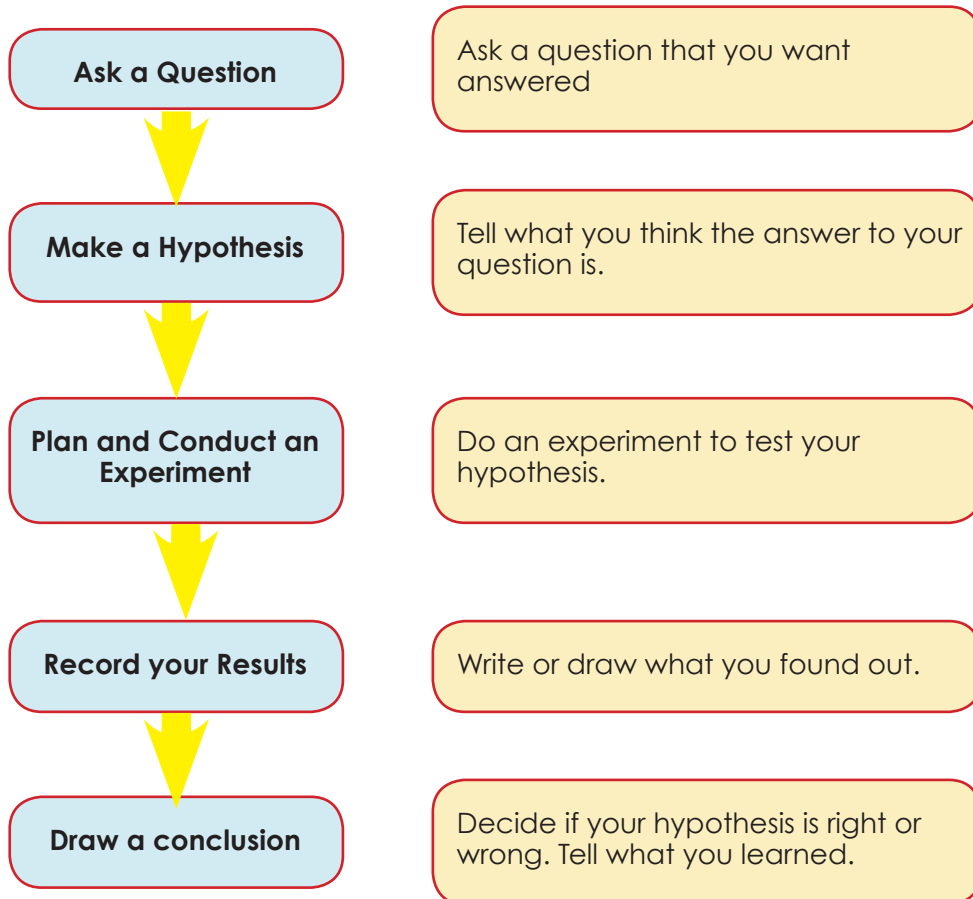 Ask a Question
Ask a question that you want
answered
Make a Hypothesis
Tell what you think the answer to your
question is.
Plan and Conduct an
Experiment
Do an experiment to test your
hypothesis.
Record your Results
Write or draw what you found out.
Draw a conclusion
Decide if your hypothesis is right or
wrong. Tell what you learned.